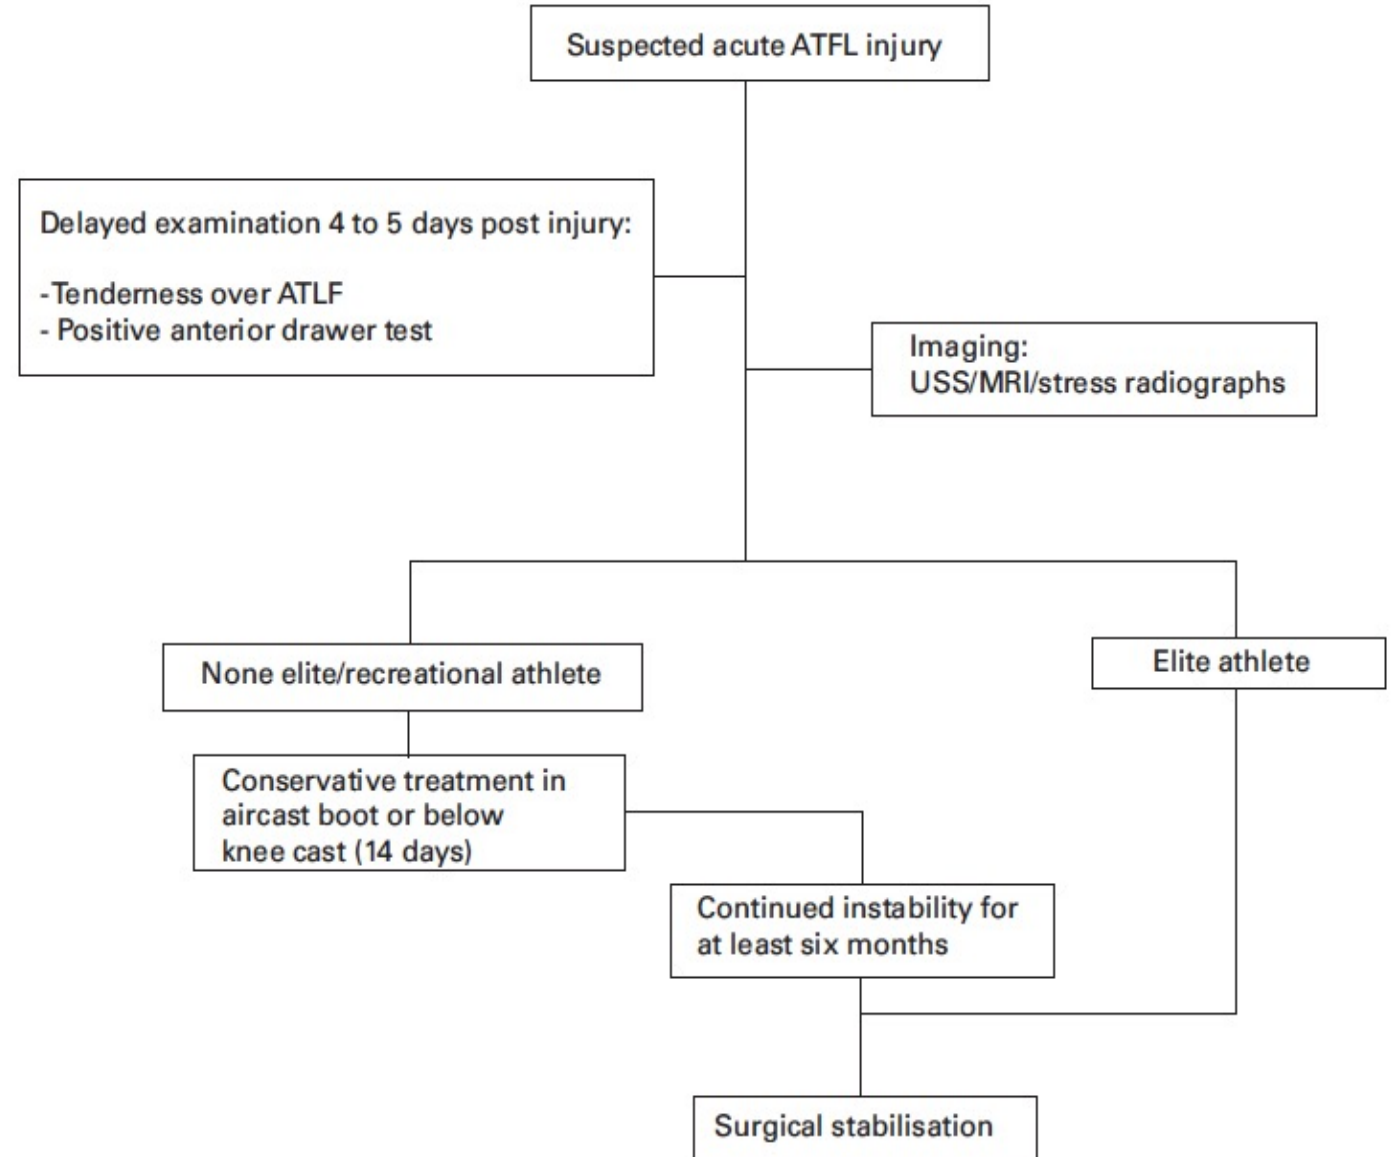 Suspected acute ATFL injury
Delayed examination 4 to 5 days post injury:
- Tenderness over ATLF
- Positive anterior drawer test
Imaging:
USS/MRI/stress radiographs
None elite/recreational athlete
Elite athlete
Conservative treatment in
aircast boot or below
knee cast (14 days)
Continued instability for
at least six months
Surgical stabilisation